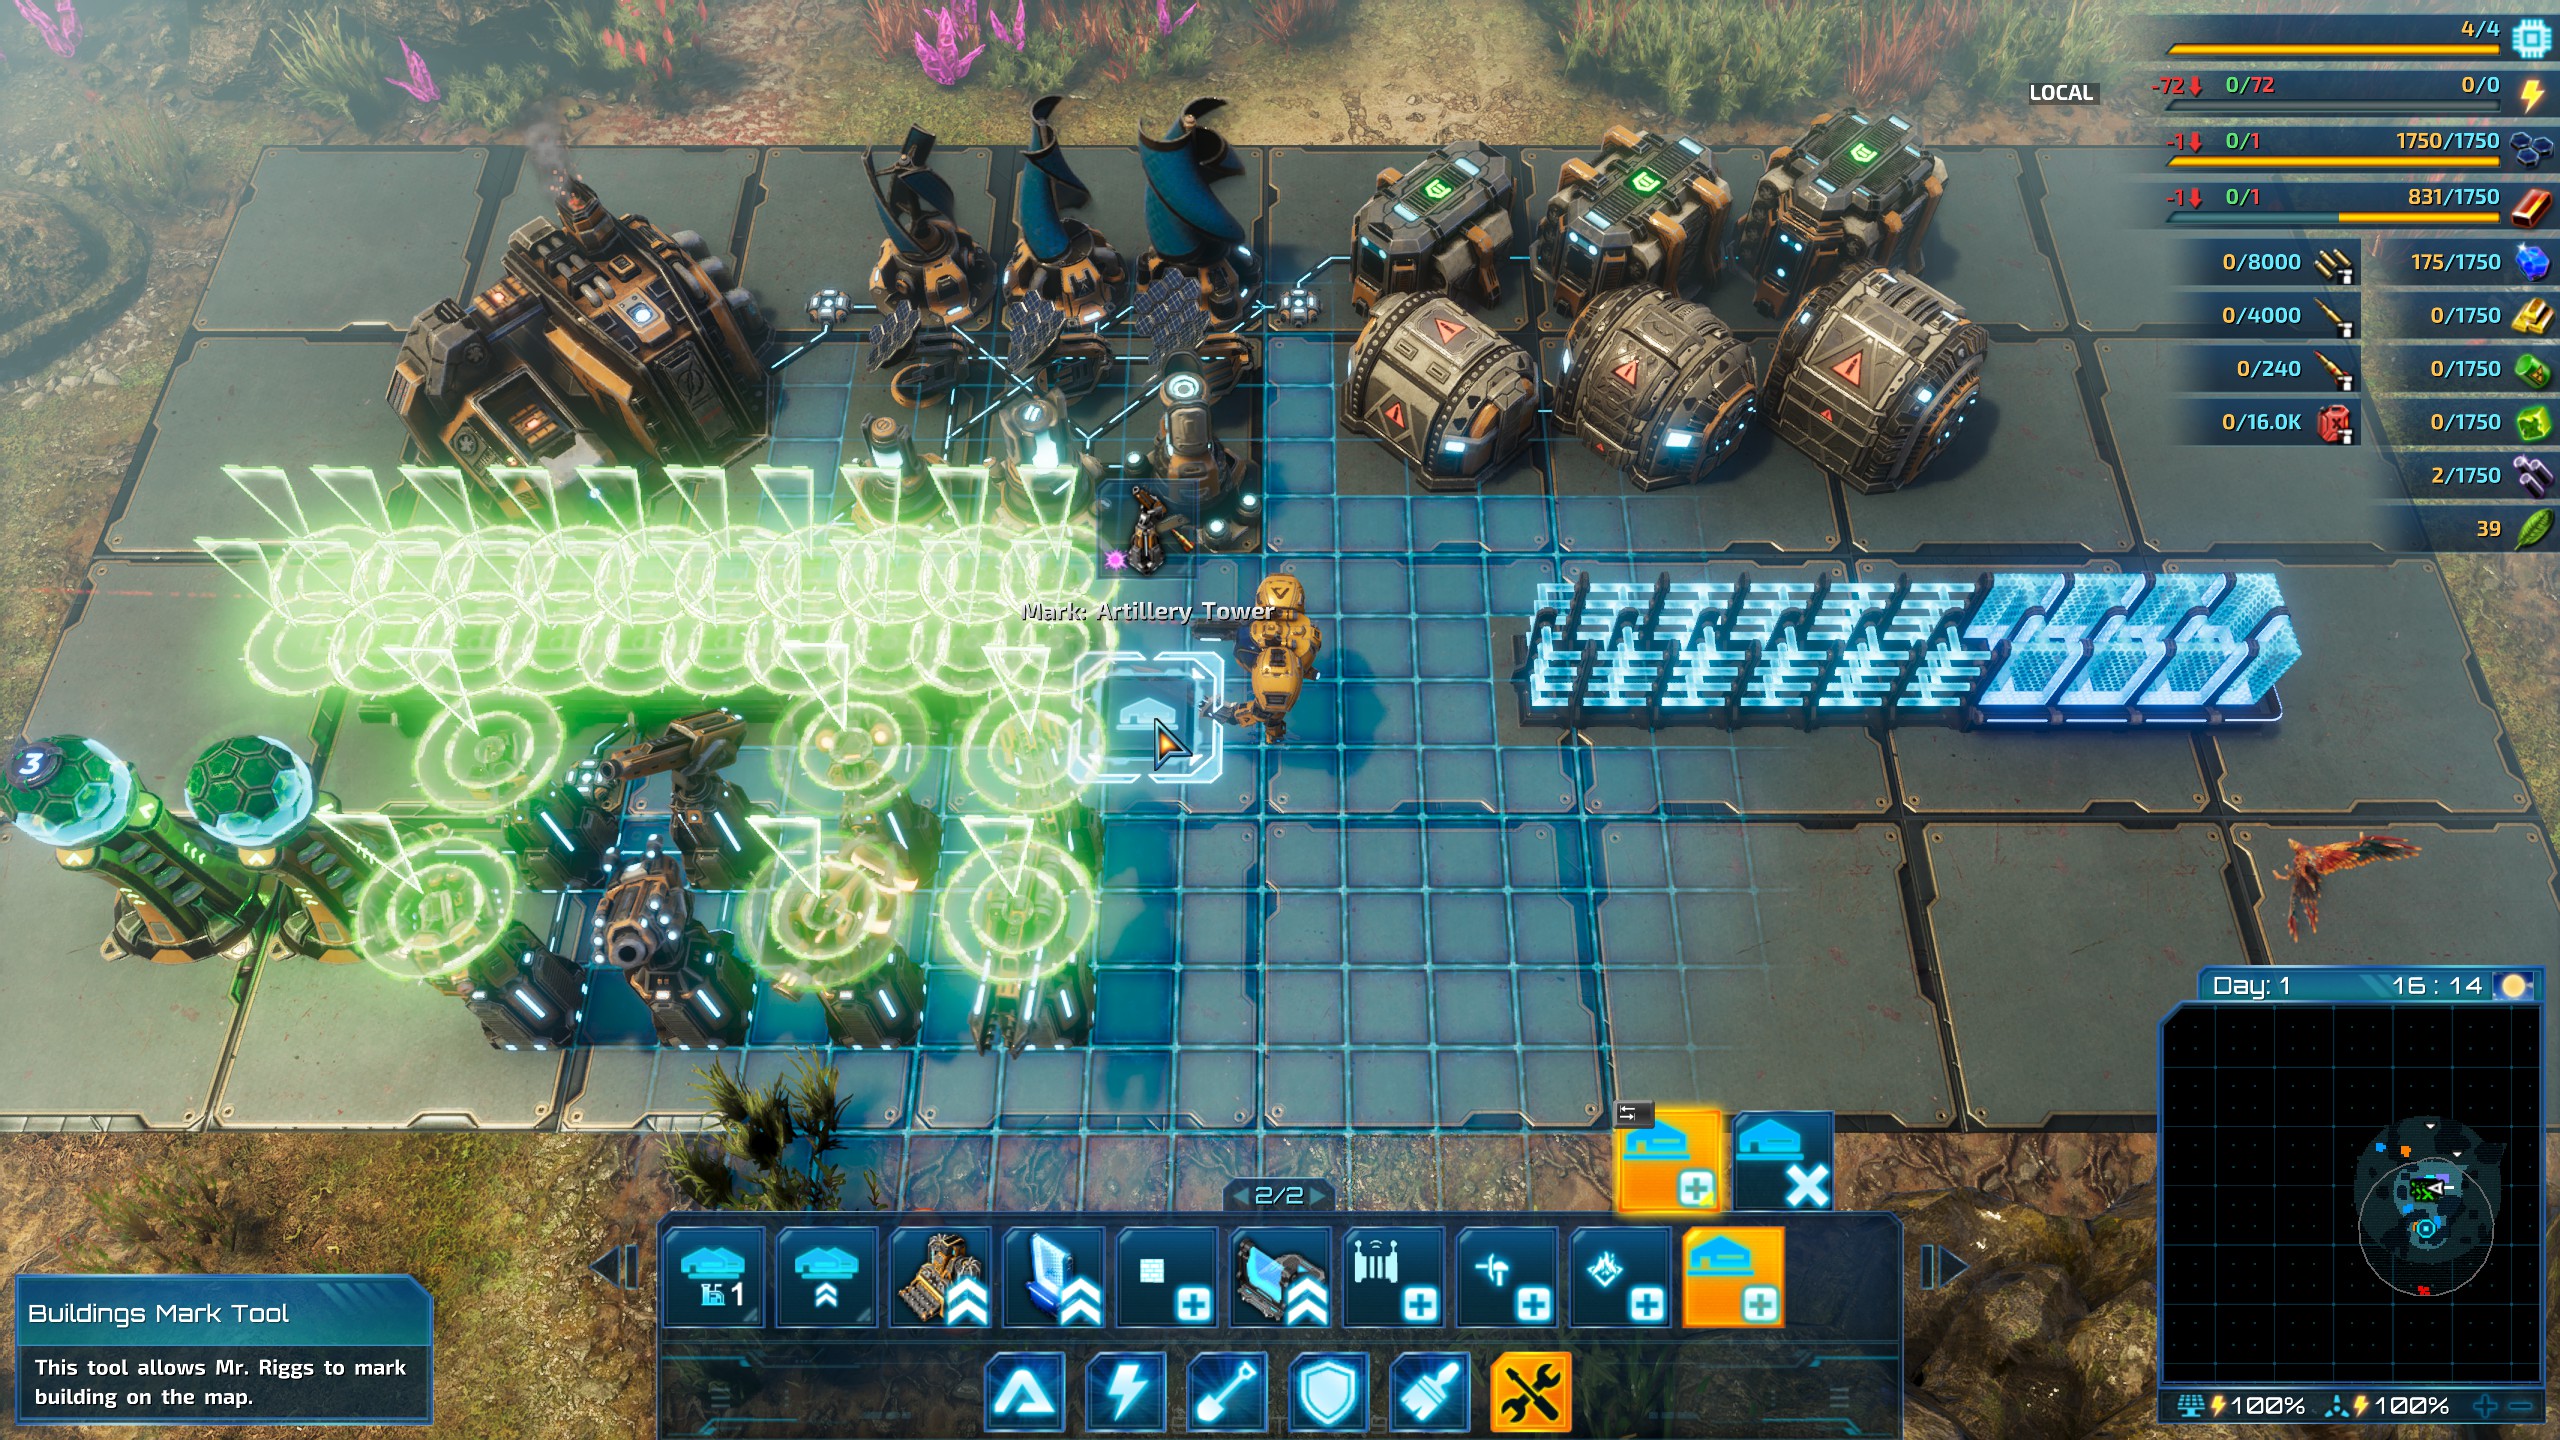 4/4
LOCAL
-72 0/72 0/0
-1 0/1 1750/1750
-1 0/1 831/1750
0/8000 175/1750
0/4000 0/1750
0/240 0/1750
0/16.0K 0/1750
2/1750
39
Mark: Artillery Tower
3
Day: 1 16 : 14
2/2
1
Buildings Mark Tool
This tool allows Mr. Riggs to mark
building on the map.
100% 100%